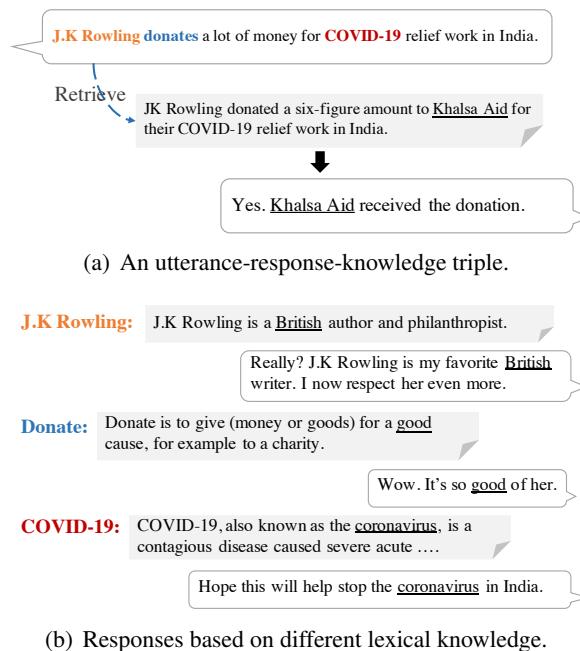 J.K Rowling donates a lot of money for COVID-19 relief work in India.
Retrieve
JK Rowling donated a six-figure amount to Khalsa Aid for
their COVID-19 relief work in India.
Yes. Khalsa Aid received the donation.
(a) An utterance-response-knowledge triple.
J.K Rowling: J.K Rowling is a British author and philanthropist.
Really? J.K Rowling is my favorite British
writer. I now respect her even more.
Donate: Donate is to give (money or goods) for a good
cause, for example to a charity.
Wow. It's so good of her.
COVID-19: COVID-19, also known as the coronavirus, is a
contagious disease caused severe acute ….
Hope this will help stop the coronavirus in India.
(b) Responses based on different lexical knowledge.